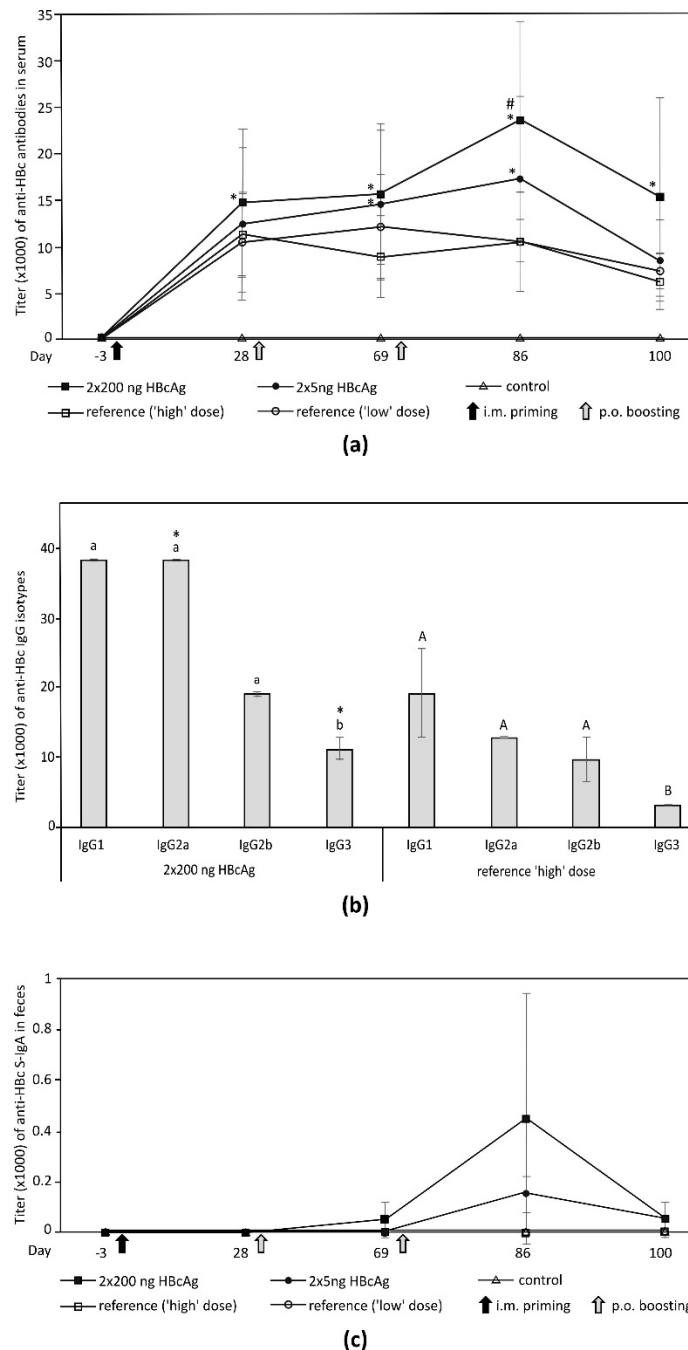 35
30
25
20
15
10
5
0
Titer (x1000) of anti-HBc antibodies in serum
#
*
*
*
*
*
*
Day -3 28 69 86 100
2x200 ng HBcAg 2x5ng HBcAg control
reference ('high' dose) reference ('low' dose) i.m. priming p.o. boosting
(a)
40
30
20
10
0
Titer (x1000) of anti-HBc IgG isotypes
a * a a * b A A A B
IgG1 IgG2a IgG2b IgG3 IgG1 IgG2a IgG2b IgG3
2x200 ng HBcAg reference 'high' dose
(b)
1
0.8
0.6
0.4
0.2
0
Titer (x1000) of anti-HBc S-IgA in feces
Day -3 28 69 86 100
2x200 ng HBcAg 2x5ng HBcAg control
reference ('high' dose) reference ('low' dose) i.m. priming p.o. boosting
(c)